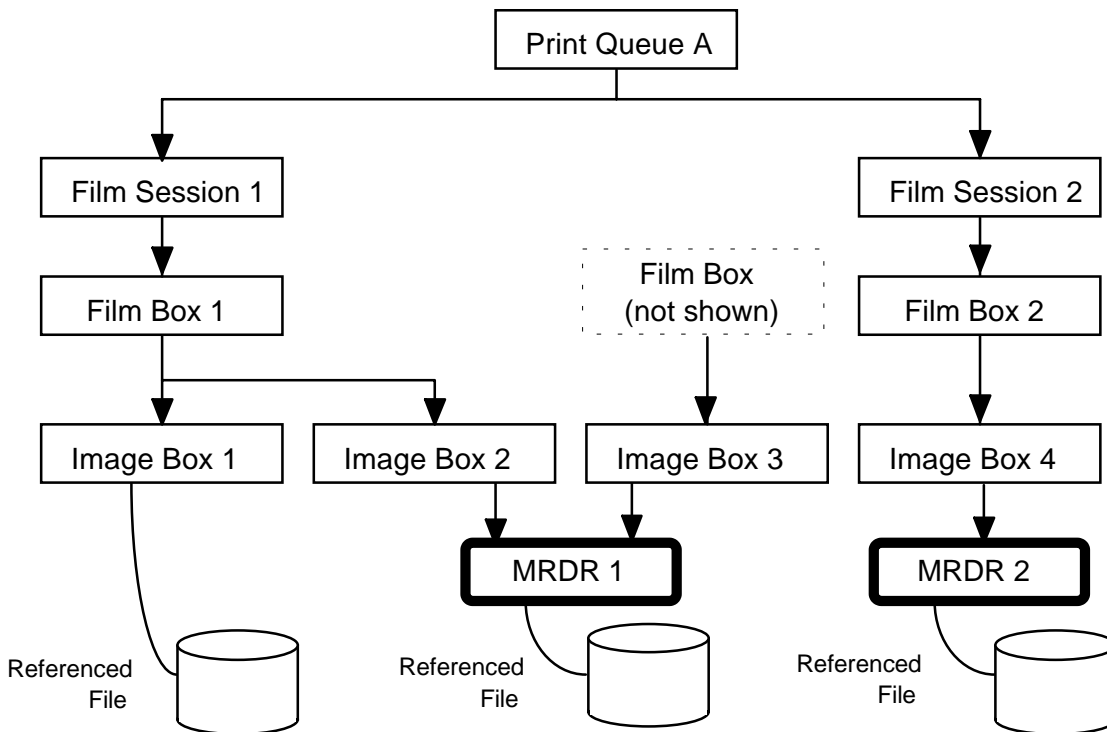 Print Queue A
Film Session 1
Film Session 2
Film Box
(not shown)
Film Box 1
Film Box 2
Image Box 1
Image Box 2
Image Box 3
Image Box 4
MRDR 1
MRDR 2
Referenced
File
Referenced
File
Referenced
File